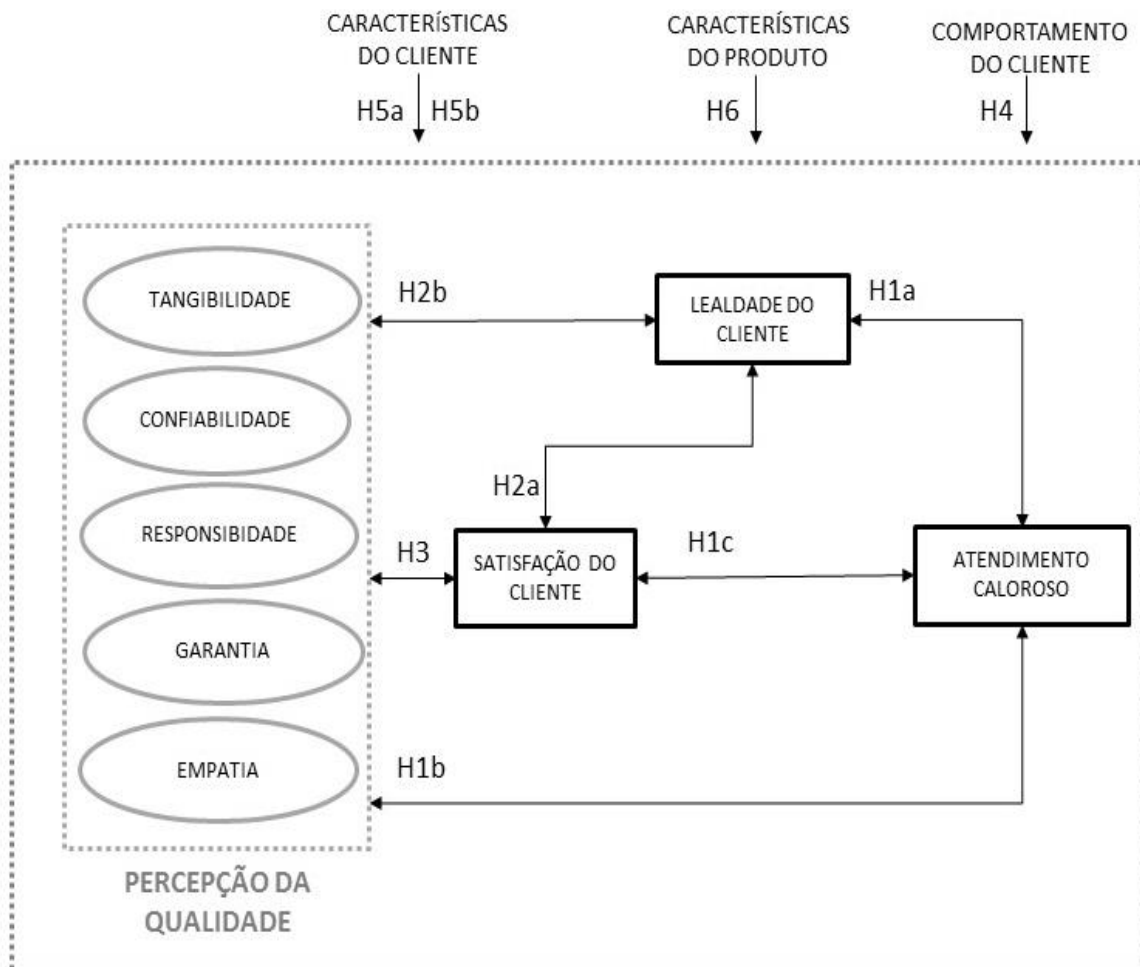 CARACTERÍSTICAS
DO CLIENTE
CARACTERÍSTICAS
DO PRODUTO
COMPORTAMENTO
DO CLIENTE
H5a
H5b
H6
H4
TANGIBILIDADE
CONFIABILIDADE
RESPONSIBIDADE
GARANTIA
EMPATIA
PERCEPÇÃO DA
QUALIDADE
H2b
LEALDADE DO
CLIENTE
H1a
H2a
H3
SATISFAÇÃO DO
CLIENTE
H1c
ATENDIMENTO
CALOROSO
H1b